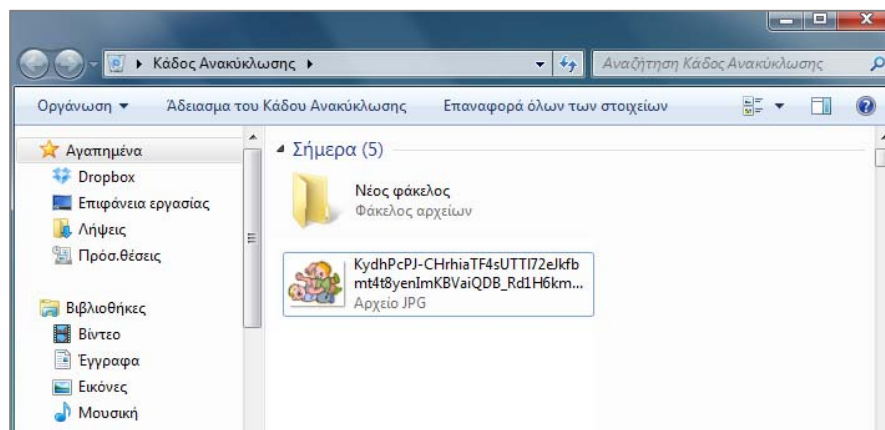 Κάδος Ανακύκλωσης
Αναζήτηση Κάδος Ανακύκλωσης
Οργάνωση Άδειασμα του Κάδου Ανακύκλωσης Επαναφορά όλων των στοιχείων
Αγαπημένα
Dropbox
Επιφάνεια εργασίας
Λήψεις
Πρόσ.θέσεις
Βιβλιοθήκες
Βίντεο
Έγγραφα
Εικόνες
Μουσική
Σήμερα (5)
Νέος φάκελος
Φάκελος αρχείων
KydhPcPJ-CHrhiaTF4sUTTl72eJkfb
mt4t8yenImKBVaiQDB_Rd1H6km...
Αρχείο JPG